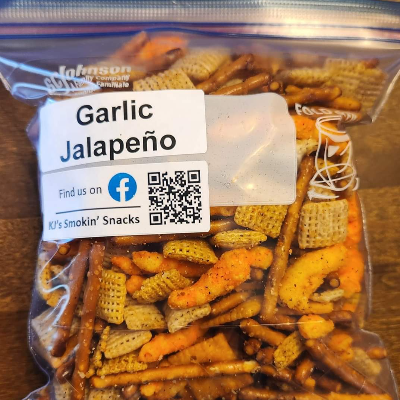 Johnson
Garlic
Jalapeño
Find us on
KJ's Smokin' Snacks